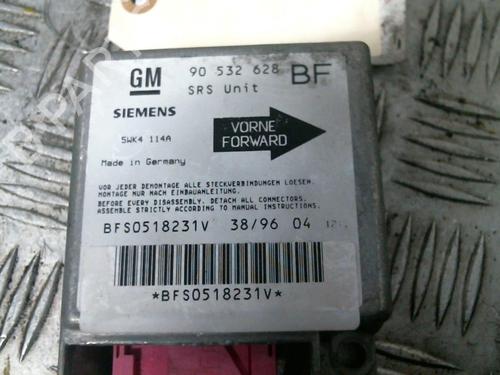 GM 90 532 628 BF
SRS Unit
SIEMENS
5WK4 114A
VORNE
FORWARD
Made in Germany
VOR JEDER DEMONTAGE ALLE STECKVERBINDUNGEN LOESEN.
MONTAGE NUR NACH EINBAUANLEITUNG.
BEFORE EVERY DISASSEMBLY, DETACH ALL CONNECTORS.
ASSEMBLE STRICTLY ACCORDING TO MANUAL INSTRUCTIONS.
BFS0518231V 38/96 04
*BFS0518231V*